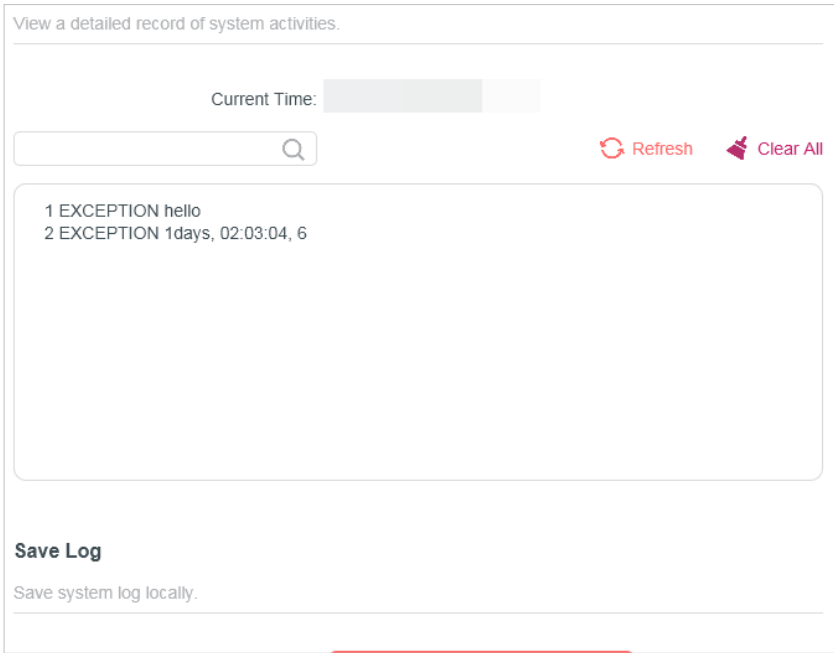 View a detailed record of system activities.
Current Time:
Refresh Clear All
1 EXCEPTION hello
2 EXCEPTION 1days, 02:03:04, 6
Save Log
Save system log locally.